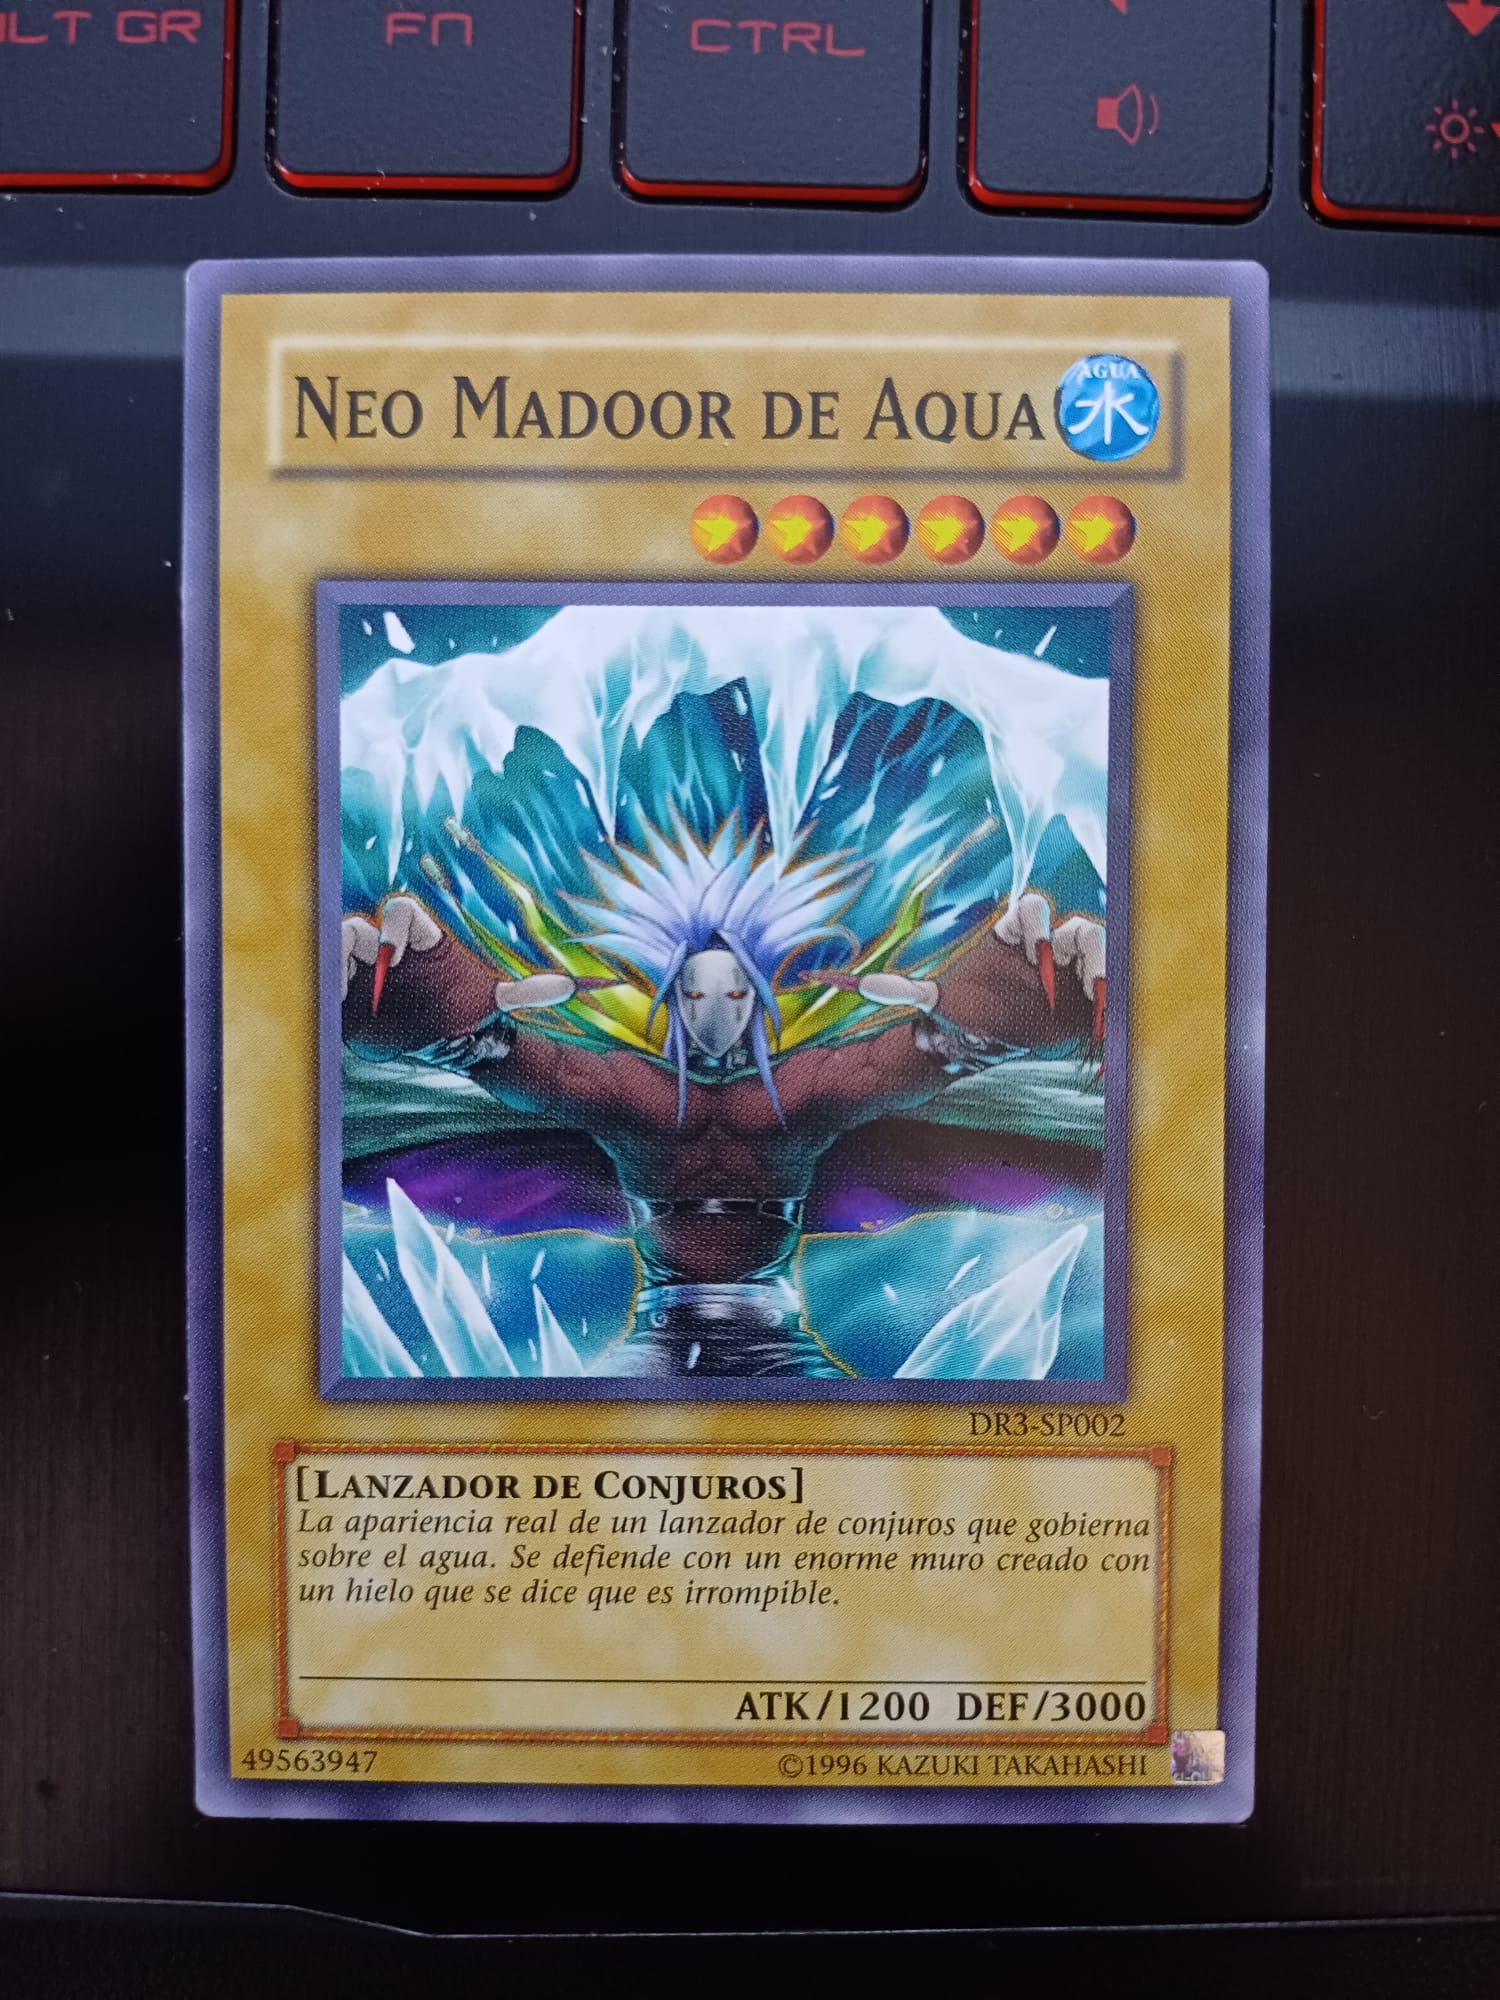 ALT GR
FN
CTRL
NEO MADOOR DE AQUA
AGUA
水
DR3-SP002
[LANZADOR DE CONJUROS]
La apariencia real de un lanzador de conjuros que gobierna
sobre el agua. Se defiende con un enorme muro creado con
un hielo que se dice que es irrompible.
ATK/1200 DEF/3000
49563947
©1996 KAZUKI TAKAHASHI